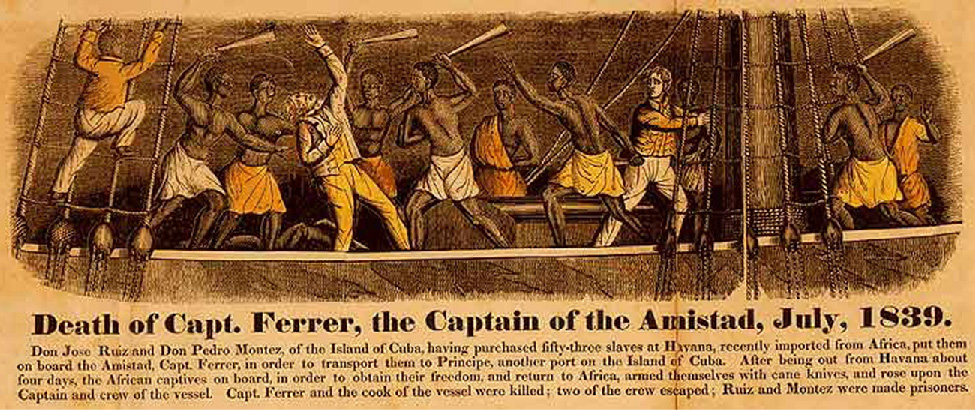 Death of Capt. Ferrer, the Captain of the Amistad, July, 1839.
Don Jose Ruiz and Don Pedro Montez, of the Island of Cuba, having purchased fifty-three slaves at Havana, recently imported from Africa, put them
on board the Amistad, Capt. Ferrer, in order to transport them to Principe, another port on the Island of Cuba. After being out from Havana about
four days, the African captives on board, in order to obtain their freedom, and return to Africa, armed themselves with cane knives, and rose upon the
Captain and crew of the vessel. Capt. Ferrer and the cook of the vessel were killed; two of the crew escaped; Ruiz and Montez were made prisoners.